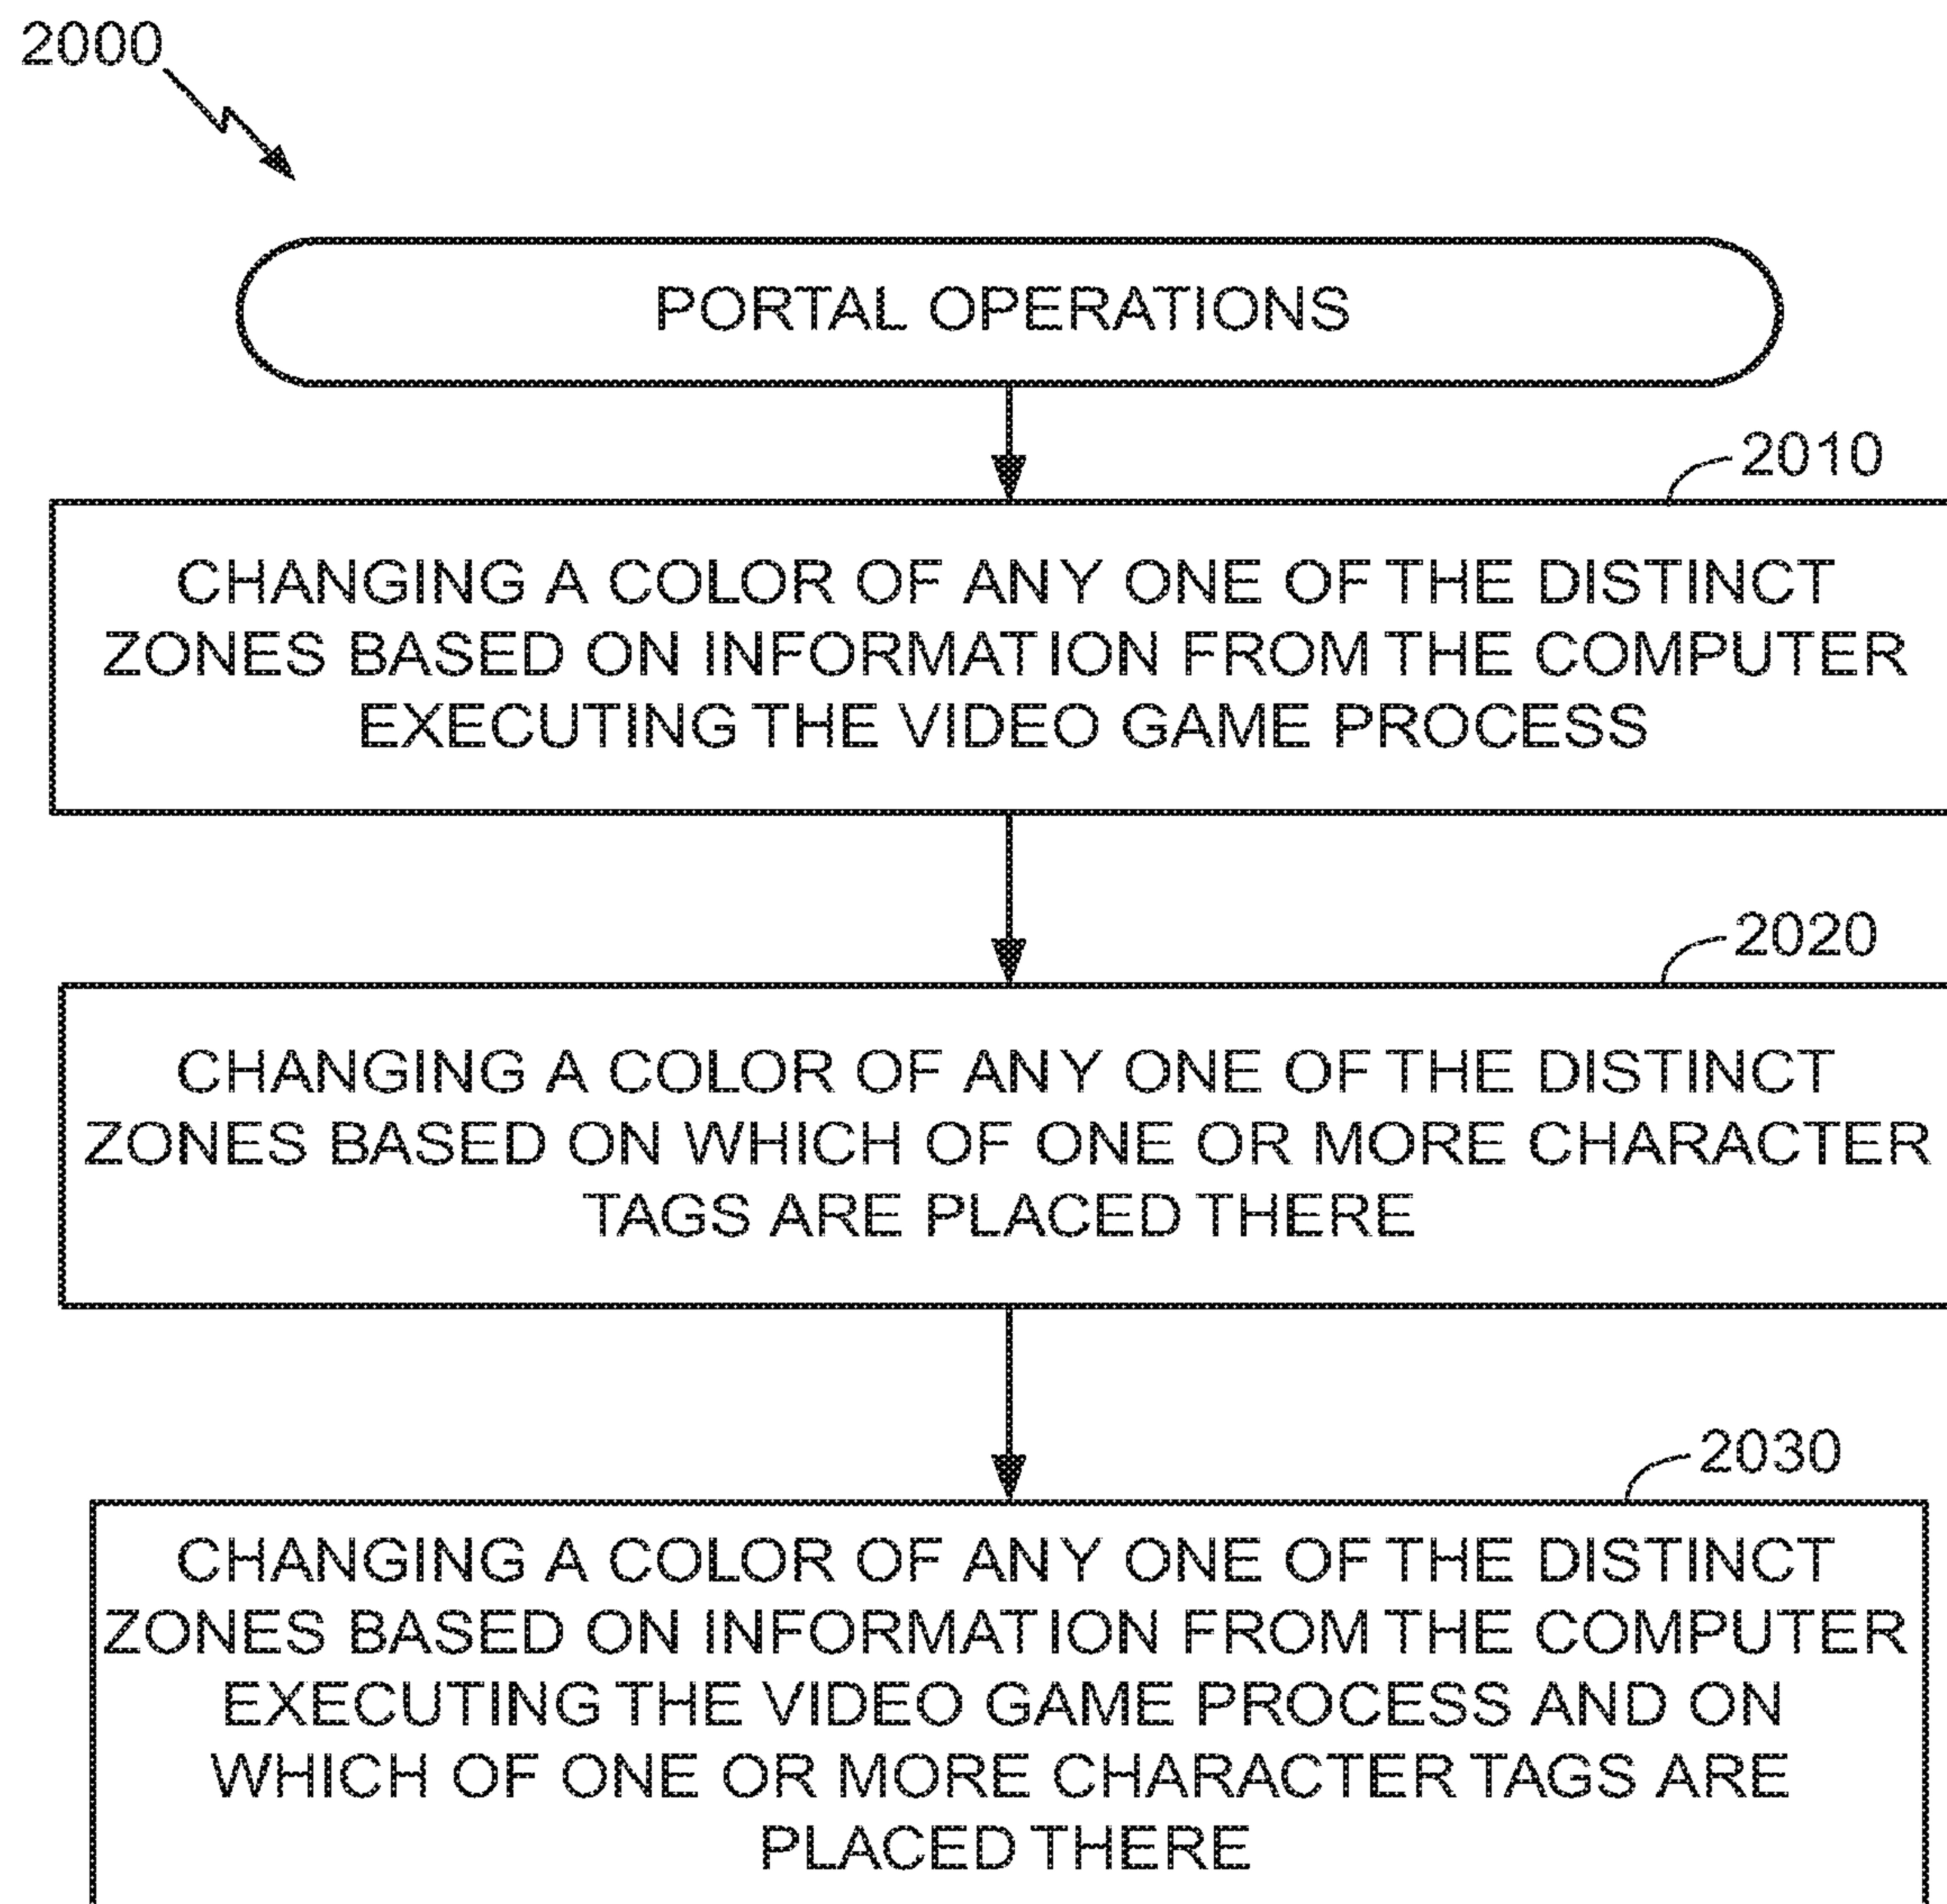 2000
PORTAL OPERATIONS
2010
CHANGING A COLOR OF ANY ONE OF THE DISTINCT
ZONES BASED ON INFORMATION FROM THE COMPUTER
EXECUTING THE VIDEO GAME PROCESS
2020
CHANGING A COLOR OF ANY ONE OF THE DISTINCT
ZONES BASED ON WHICH OF ONE OR MORE CHARACTER
TAGS ARE PLACED THERE
2030
CHANGING A COLOR OF ANY ONE OF THE DISTINCT
ZONES BASED ON INFORMATION FROM THE COMPUTER
EXECUTING THE VIDEO GAME PROCESS AND ON
WHICH OF ONE OR MORE CHARACTER TAGS ARE
PLACED THERE